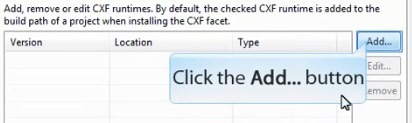 Add, remove or edit CXF runtimes. By default, the checked CXF runtime is added to the
build path of a project when installing the CXF facet.
Version Location Type Add...
Edit...
Click the Add... button
emove